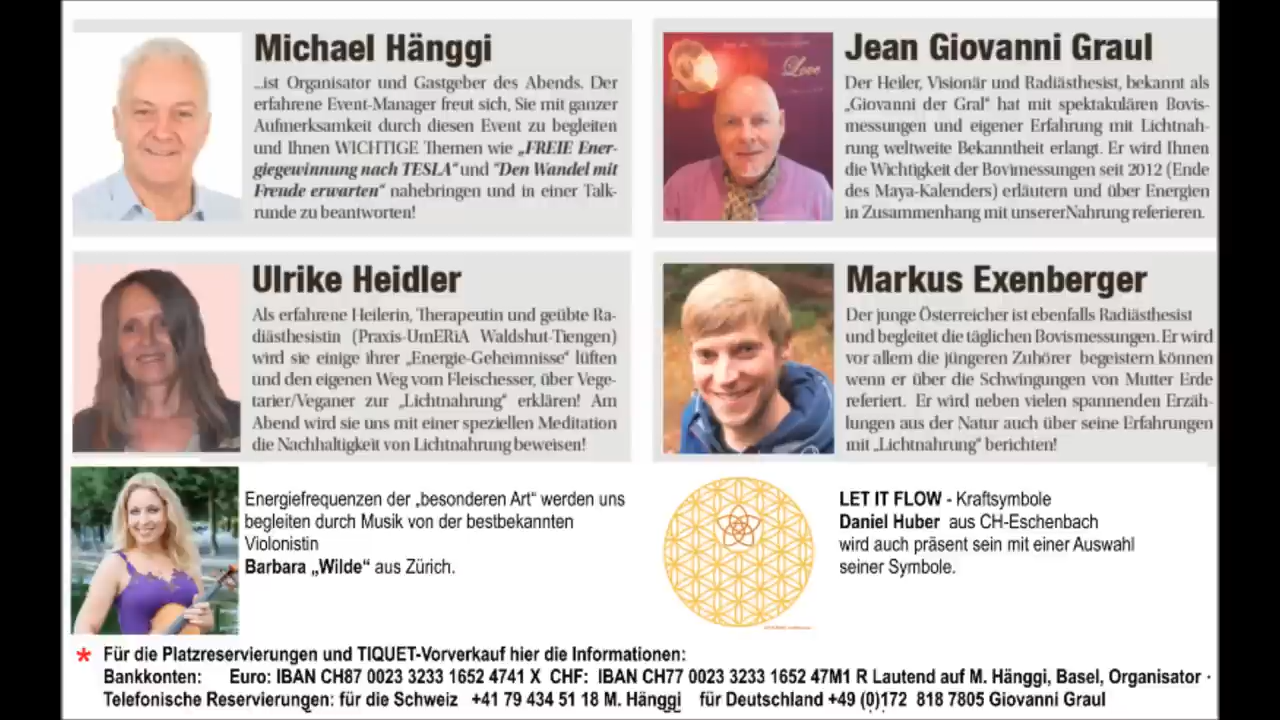 Michael Hänggi
...ist Organisator und Gastgeber des Abends. Der
erfahrene Event-Manager freut sich, Sie mit ganzer
Aufmerksamkeit durch diesen Event zu begleiten
und Ihnen WICHTIGE Themen wie „FREIE Ener-
giegewinnung nach TESLA“ und "Den Wandel mit
Freude erwarten“ nahebringen und in einer Talk-
runde zu beantworten!
Jean Giovanni Graul
Love
Der Heiler, Visionär und Radiästhesist, bekannt als
„Giovanni der Gral“ hat mit spektakulären Bovis-
messungen und eigener Erfahrung mit Lichtnah-
rung weltweite Bekanntheit erlangt. Er wird Ihnen
die Wichtigkeit der Bovimessungen seit 2012 (Ende
des Maya-Kalenders) erläutern und über Energien
in Zusammenhang mit unsererNahrung referieren.
Ulrike Heidler
Als erfahrene Heilerin, Therapeutin und geübte Ra-
diästhesistin (Praxis-UmERiA Waldshut-Tiengen)
wird sie einige ihrer „Energie-Geheimnisse“ lüften
und den eigenen Weg vom Fleischesser, über Vege-
tarier/Veganer zur „Lichtnahrung“ erklären! Am
Abend wird sie uns mit einer speziellen Meditation
die Nachhaltigkeit von Lichtnahrung beweisen!
Markus Exenberger
Der junge Österreicher ist ebenfalls Radiästhesist
und begleitet die täglichen Bovismessungen. Er wird
vor allem die jüngeren Zuhörer begeistern können
wenn er über die Schwingungen von Mutter Erde
referiert. Er wird neben vielen spannenden Erzäh-
lungen aus der Natur auch über seine Erfahrungen
mit „Lichtnahrung“ berichten!
Energiefrequenzen der „besonderen Art“ werden uns
begleiten durch Musik von der bestbekannten
Violonistin
Barbara „Wilde“ aus Zürich.
LET IT FLOW - Kraftsymbole
Daniel Huber aus CH-Eschenbach
wird auch präsent sein mit einer Auswahl
seiner Symbole.
* Für die Platzreservierungen und TIQUET-Vorverkauf hier die Informationen:
Bankkonten: Euro: IBAN CH87 0023 3233 1652 4741 X CHF: IBAN CH77 0023 3233 1652 47M1 R Lautend auf M. Hänggi, Basel, Organisator -
Telefonische Reservierungen: für die Schweiz +41 79 434 51 18 M. Hänggi für Deutschland +49 (0)172 818 7805 Giovanni Graul